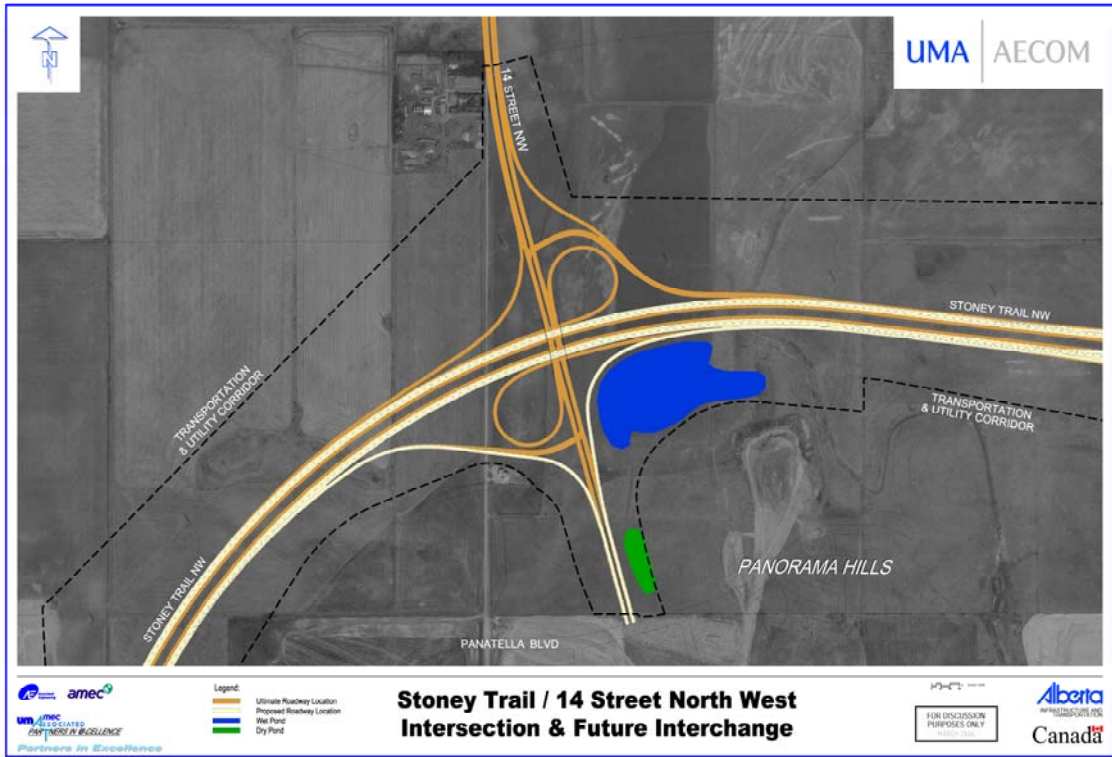 N
UMA | AECOM
14 STREET NW
STONEY TRAIL NW
TRANSPORTATION
& UTILITY CORRIDOR
TRANSPORTATION
& UTILITY CORRIDOR
STONEY TRAIL NW
PANORAMA HILLS
PANATELLA BLVD
amec
UMA amec
ASSOCIATED
PARTNERS IN EXCELLENCE
Partners in Excellence
Legend:
Ultimate Roadway Location
Proposed Roadway Location
Wet Pond
Dry Pond
Stoney Trail / 14 Street North West
Intersection & Future Interchange
FOR DISCUSSION
PURPOSES ONLY
Alberta
INFRASTRUCTURE AND
TRANSPORTATION
Canada